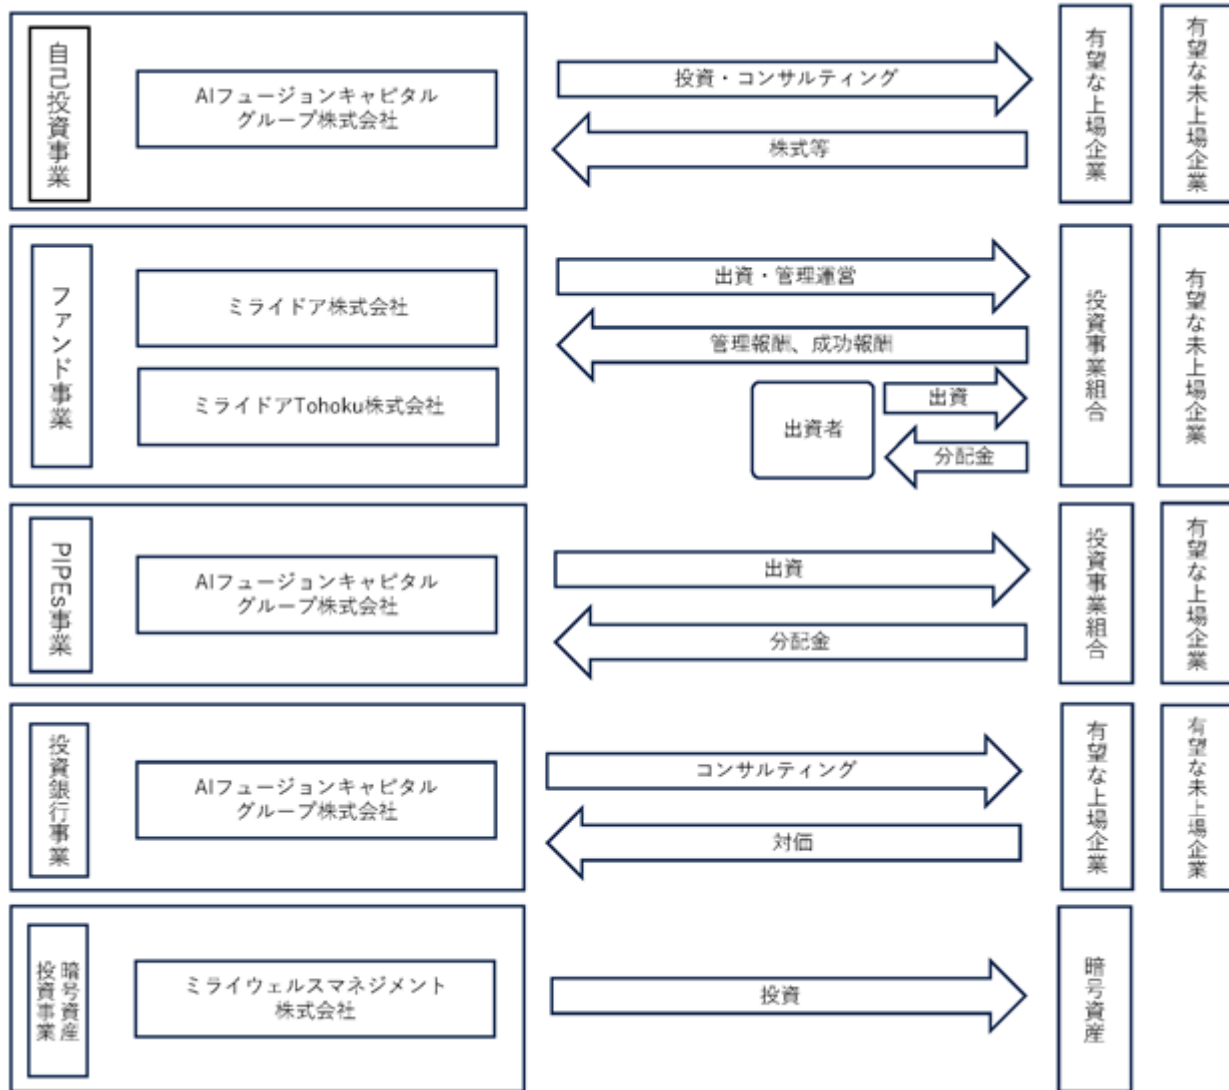 自己投資事業
AIフュージョンキャピタル
グループ株式会社
投資・コンサルティング
株式等
有望な上場企業
有望な未上場企業
ファンド事業
ミライドア株式会社
ミライドアTohoku株式会社
出資・管理運営
管理報酬、成功報酬
出資者
出資
分配金
投資事業組合
有望な未上場企業
PIPEs事業
AIフュージョンキャピタル
グループ株式会社
出資
分配金
投資事業組合
有望な上場企業
投資銀行事業
AIフュージョンキャピタル
グループ株式会社
コンサルティング
対価
有望な上場企業
有望な未上場企業
暗号資産
投資事業
ミライウェルスマネジメント
株式会社
投資
暗号資産